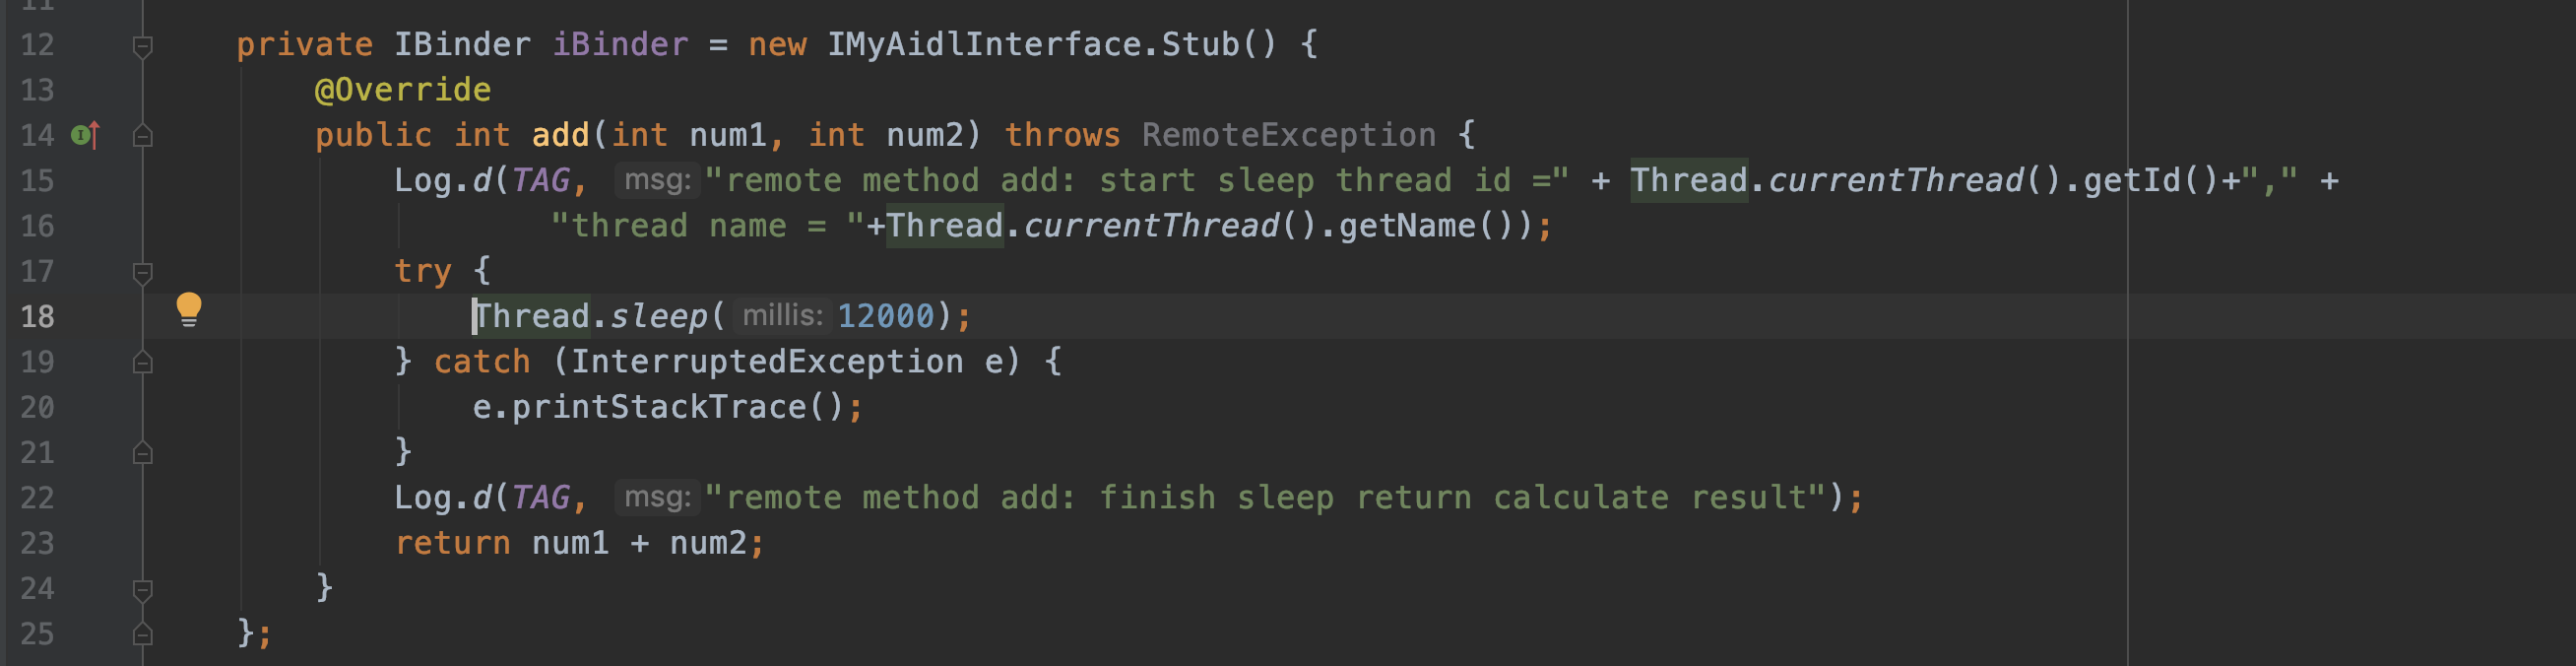 11
12 private IBinder iBinder = new IMyAidlInterface.Stub() {
13 @Override
14 public int add(int num1, int num2) throws RemoteException {
15 Log.d(TAG, msg: "remote method add: start sleep thread id =" + Thread.currentThread().getId()+"," +
16 "thread name = "+Thread.currentThread().getName());
17 try {
18 Thread.sleep( millis: 12000);
19 } catch (InterruptedException e) {
20 e.printStackTrace();
21 }
22 Log.d(TAG, msg: "remote method add: finish sleep return calculate result");
23 return num1 + num2;
24 }
25 };